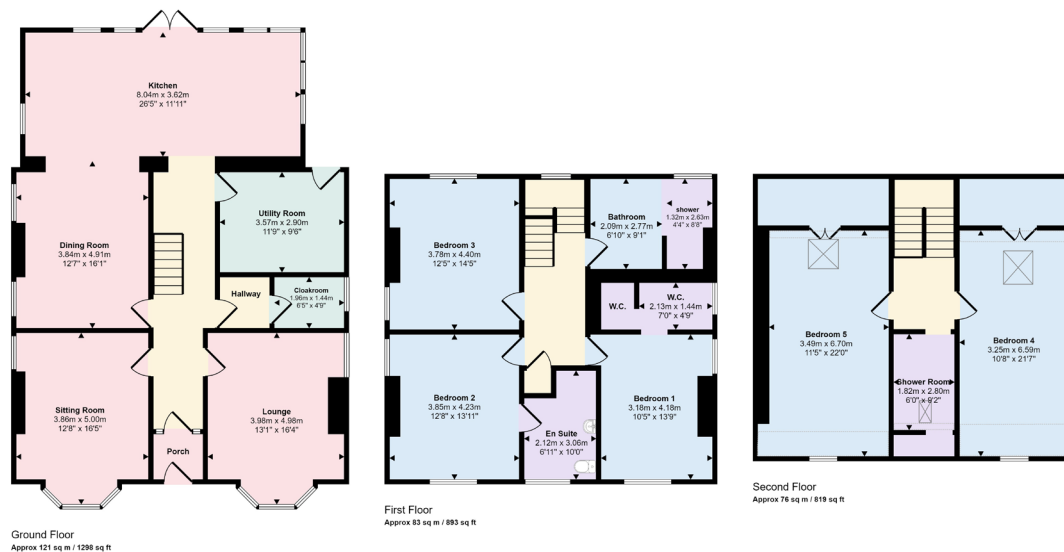 Kitchen
8.04m x 3.62m
26'5" x 11'11"
Utility Room
3.57m x 2.90m
11'9" x 9'6"
Dining Room
3.84m x 4.91m
12'7" x 16'1"
Hallway
Cloakroom
1.96m x 1.44m
6'5" x 4'9"
Sitting Room
3.86m x 5.00m
12'8" x 16'5"
Lounge
3.98m x 4.98m
13'1" x 16'4"
Porch
Ground Floor
Approx 121 sq m / 1298 sq ft
Bedroom 3
3.78m x 4.40m
12'5" x 14'5"
Bathroom
2.09m x 2.77m
6'10" x 9'1"
shower
1.32m x 2.63m
4'4" x 8'8"
W.C.
W.C.
2.13m x 1.44m
7'0" x 4'9"
Bedroom 2
3.85m x 4.23m
12'8" x 13'11"
En Suite
2.12m x 3.06m
6'11" x 10'0"
Bedroom 1
3.18m x 4.18m
10'5" x 13'9"
First Floor
Approx 83 sq m / 893 sq ft
Bedroom 5
3.49m x 6.70m
11'5" x 22'0"
Bedroom 4
3.25m x 6.59m
10'8" x 21'7"
Shower Room
1.82m x 2.80m
6'0" x 9'2"
Second Floor
Approx 76 sq m / 819 sq ft